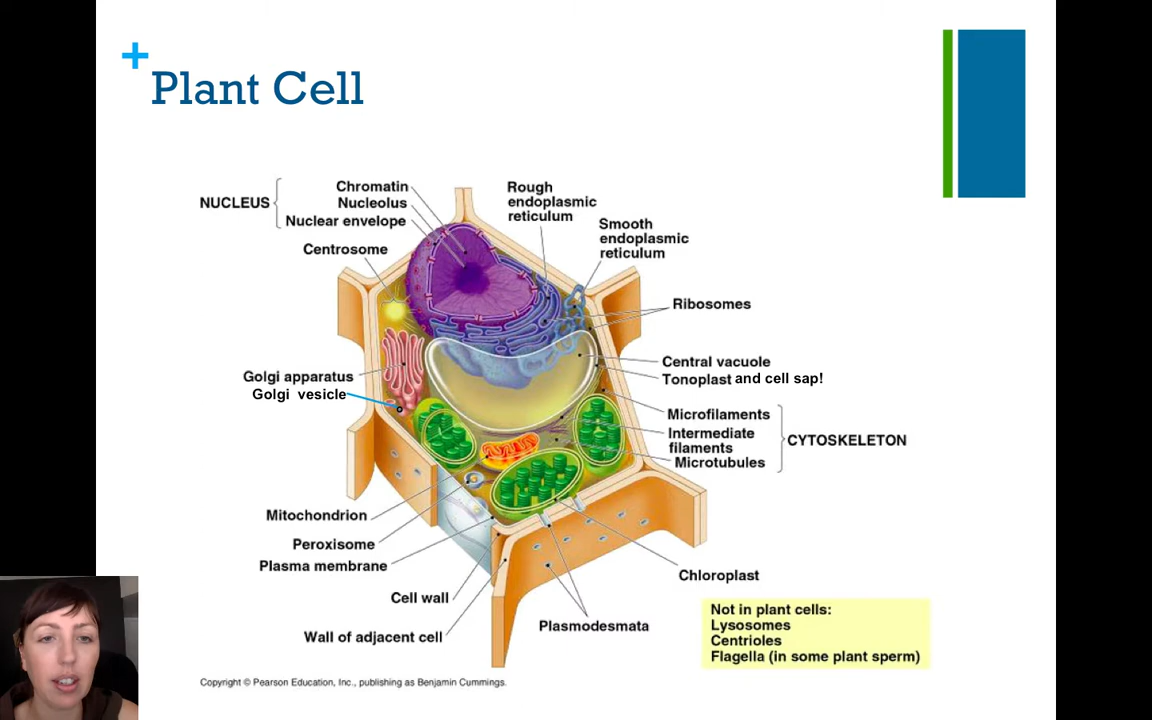 +
Plant Cell
NUCLEUS
Chromatin
Nucleolus
Nuclear envelope
Centrosome
Rough
endoplasmic
reticulum
Smooth
endoplasmic
reticulum
Ribosomes
Central vacuole
Tonoplast and cell sap!
Golgi apparatus
Golgi vesicle
Microfilaments
Intermediate
filaments
Microtubules
CYTOSKELETON
Mitochondrion
Peroxisome
Plasma membrane
Cell wall
Wall of adjacent cell
Plasmodesmata
Chloroplast
Not in plant cells:
Lysosomes
Centrioles
Flagella (in some plant sperm)
Copyright © Pearson Education, Inc., publishing as Benjamin Cummings.